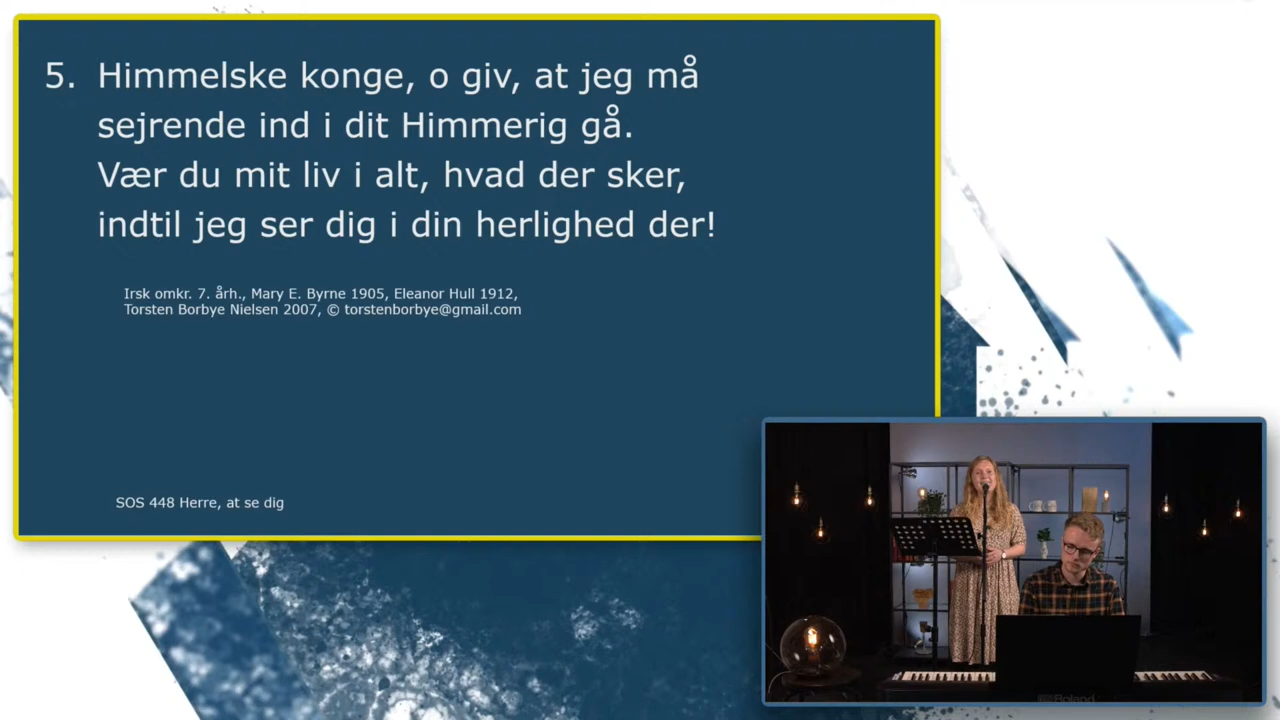 5. Himmelske konge, o giv, at jeg må
sejrende ind i dit Himmerig gå.
Vær du mit liv i alt, hvad der sker,
indtil jeg ser dig i din herlighed der!
Irsk omkr. 7. årh., Mary E. Byrne 1905, Eleanor Hull 1912,
Torsten Borbye Nielsen 2007, © torstenborbye@gmail.com
SOS 448 Herre, at se dig
Roland